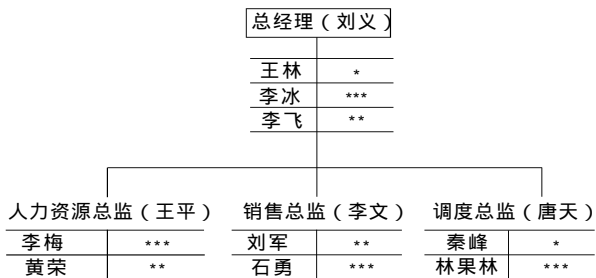 总经理（刘义）
王林 *
李冰 ***
李飞 **
人力资源总监（王平） 销售总监（李文） 调度总监（唐天）
李梅 *** 刘军 ** 秦峰 *
黄荣 ** 石勇 *** 林果林 ***